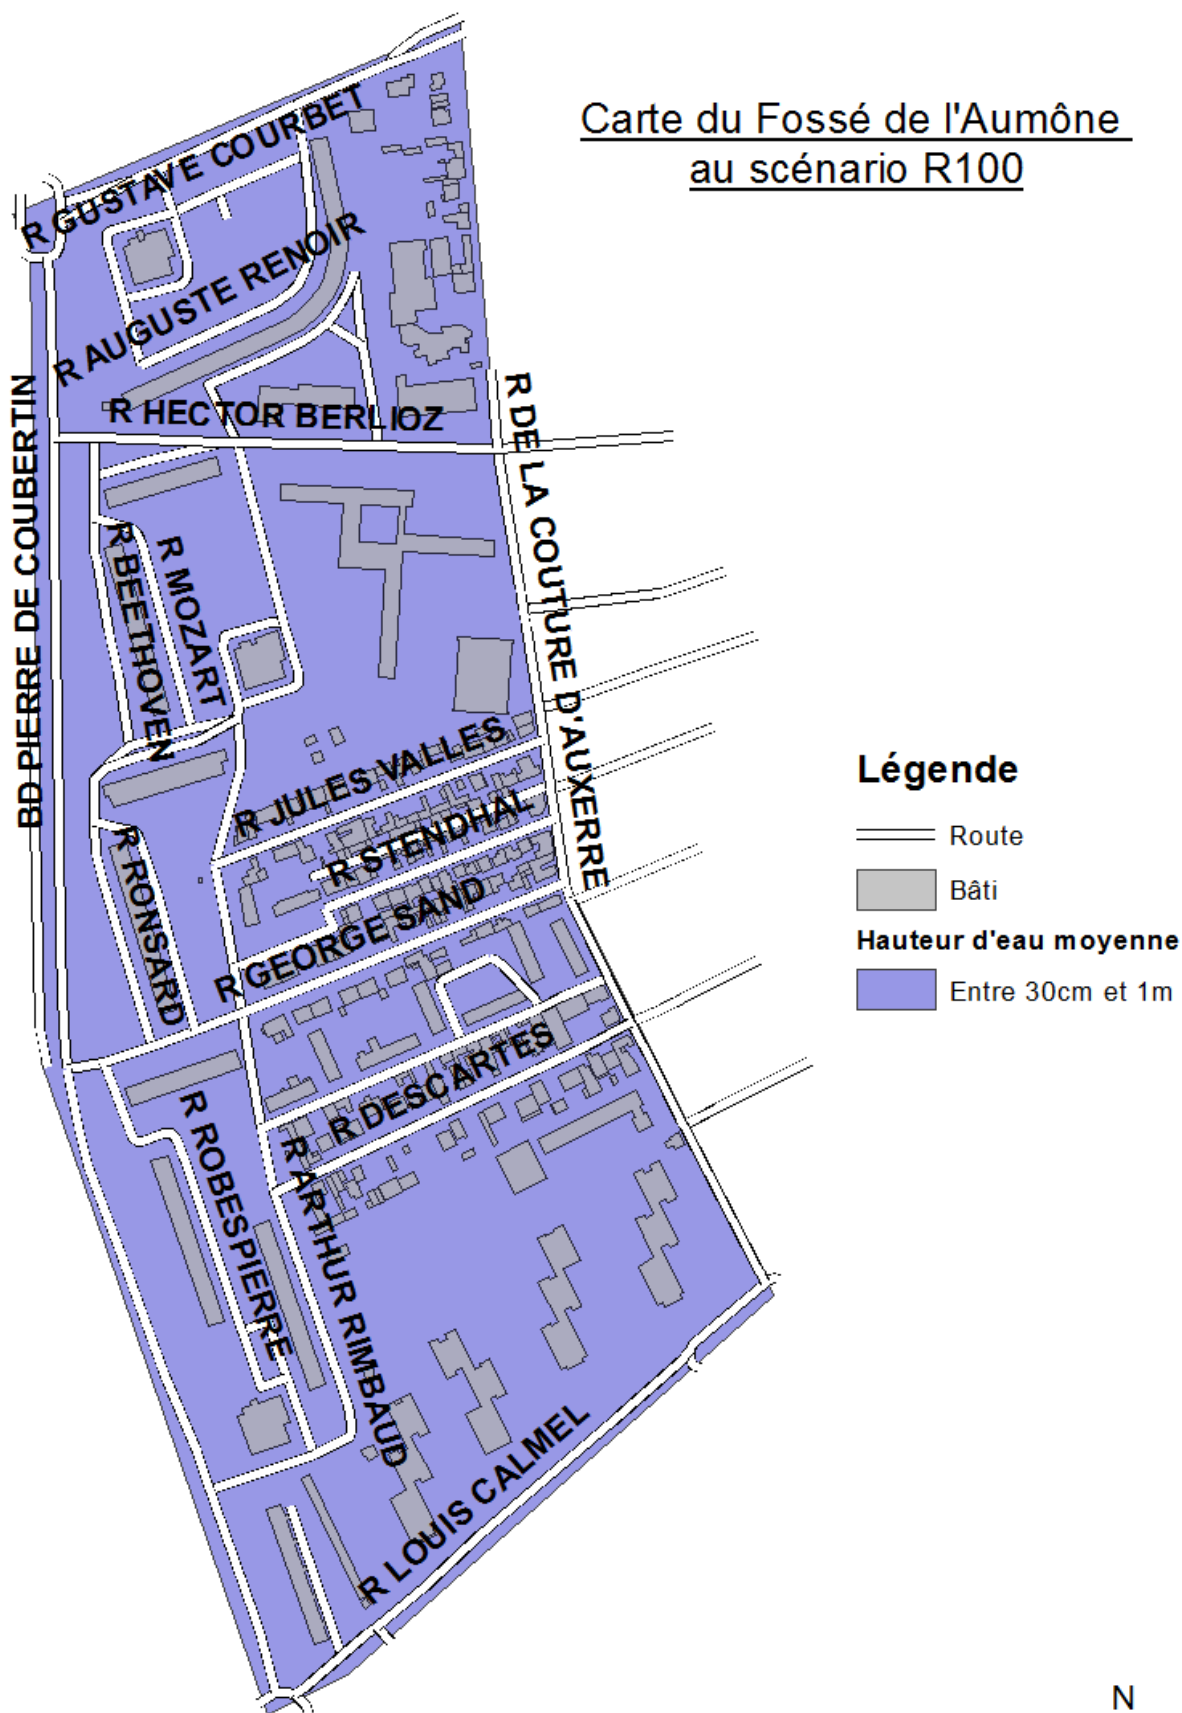 Carte du Fossé de l'Aumône
au scénario R100
R GUSTAVE COURBET
R AUGUSTE RENOIR
R HECTOR BERLIOZ
BD PIERRE DE COUBERTIN
R DE LA COUTURE D'AUXERRE
R BEETHOVEN
R MOZART
R JULES VALLES
R STENDHAL
R RONSARD
R GEORGE SAND
R DESCARTES
R ROBESPIERRE
R ARTHUR RIMBAUD
R LOUIS CALMEL
Légende
Route
Bâti
Hauteur d'eau moyenne
Entre 30cm et 1m
N